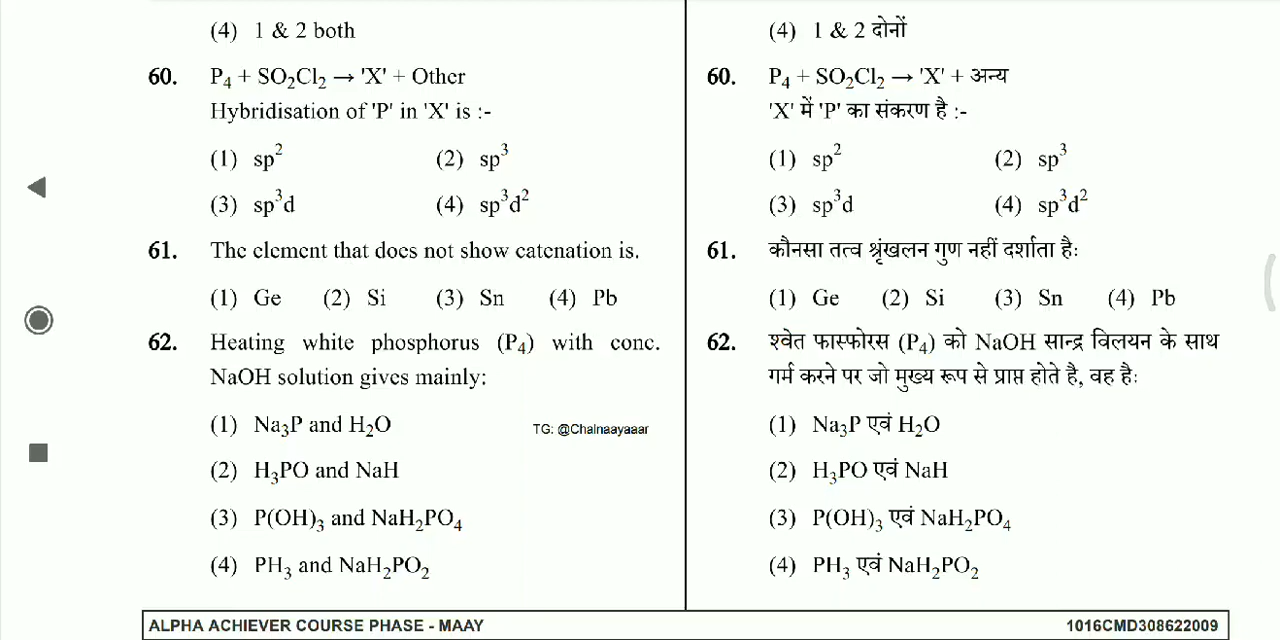 (4) 1 & 2 both
60. P₄ + SO₂Cl₂ → 'X' + Other
Hybridisation of 'P' in 'X' is :-
(1) sp² (2) sp³
(3) sp³d (4) sp³d²
61. The element that does not show catenation is.
(1) Ge (2) Si (3) Sn (4) Pb
62. Heating white phosphorus (P₄) with conc.
NaOH solution gives mainly:
(1) Na₃P and H₂O
(2) H₃PO and NaH
(3) P(OH)₃ and NaH₂PO₄
(4) PH₃ and NaH₂PO₂
TG: @Chalnaayaaar
(4) 1 & 2 दोनों
60. P₄ + SO₂Cl₂ → 'X' + अन्य
'X' में 'P' का संकरण है :-
(1) sp² (2) sp³
(3) sp³d (4) sp³d²
61. कौनसा तत्व श्रृंखलन गुण नहीं दर्शाता है:
(1) Ge (2) Si (3) Sn (4) Pb
62. श्वेत फास्फोरस (P₄) को NaOH सान्द्र विलयन के साथ
गर्म करने पर जो मुख्य रूप से प्राप्त होते है, वह है:
(1) Na₃P एवं H₂O
(2) H₃PO एवं NaH
(3) P(OH)₃ एवं NaH₂PO₄
(4) PH₃ एवं NaH₂PO₂
ALPHA ACHIEVER COURSE PHASE - MAAY 1016CMD308622009